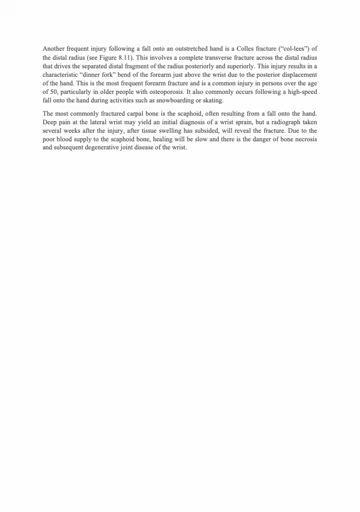 Another frequent injury following a fall onto an outstretched hand is a Colles fracture (“col-lees”) of
the distal radius (see Figure 8.11). This involves a complete transverse fracture across the distal radius
that drives the separated distal fragment of the radius posteriorly and superiorly. This injury results in a
characteristic “dinner fork” bend of the forearm just above the wrist due to the posterior displacement
of the hand. This is the most frequent forearm fracture and is a common injury in persons over the age
of 50, particularly in older people with osteoporosis. It also commonly occurs following a high-speed
fall onto the hand during activities such as snowboarding or skating.
The most commonly fractured carpal bone is the scaphoid, often resulting from a fall onto the hand.
Deep pain at the lateral wrist may yield an initial diagnosis of a wrist sprain, but a radiograph taken
several weeks after the injury, after tissue swelling has subsided, will reveal the fracture. Due to the
poor blood supply to the scaphoid bone, healing will be slow and there is the danger of bone necrosis
and subsequent degenerative joint disease of the wrist.